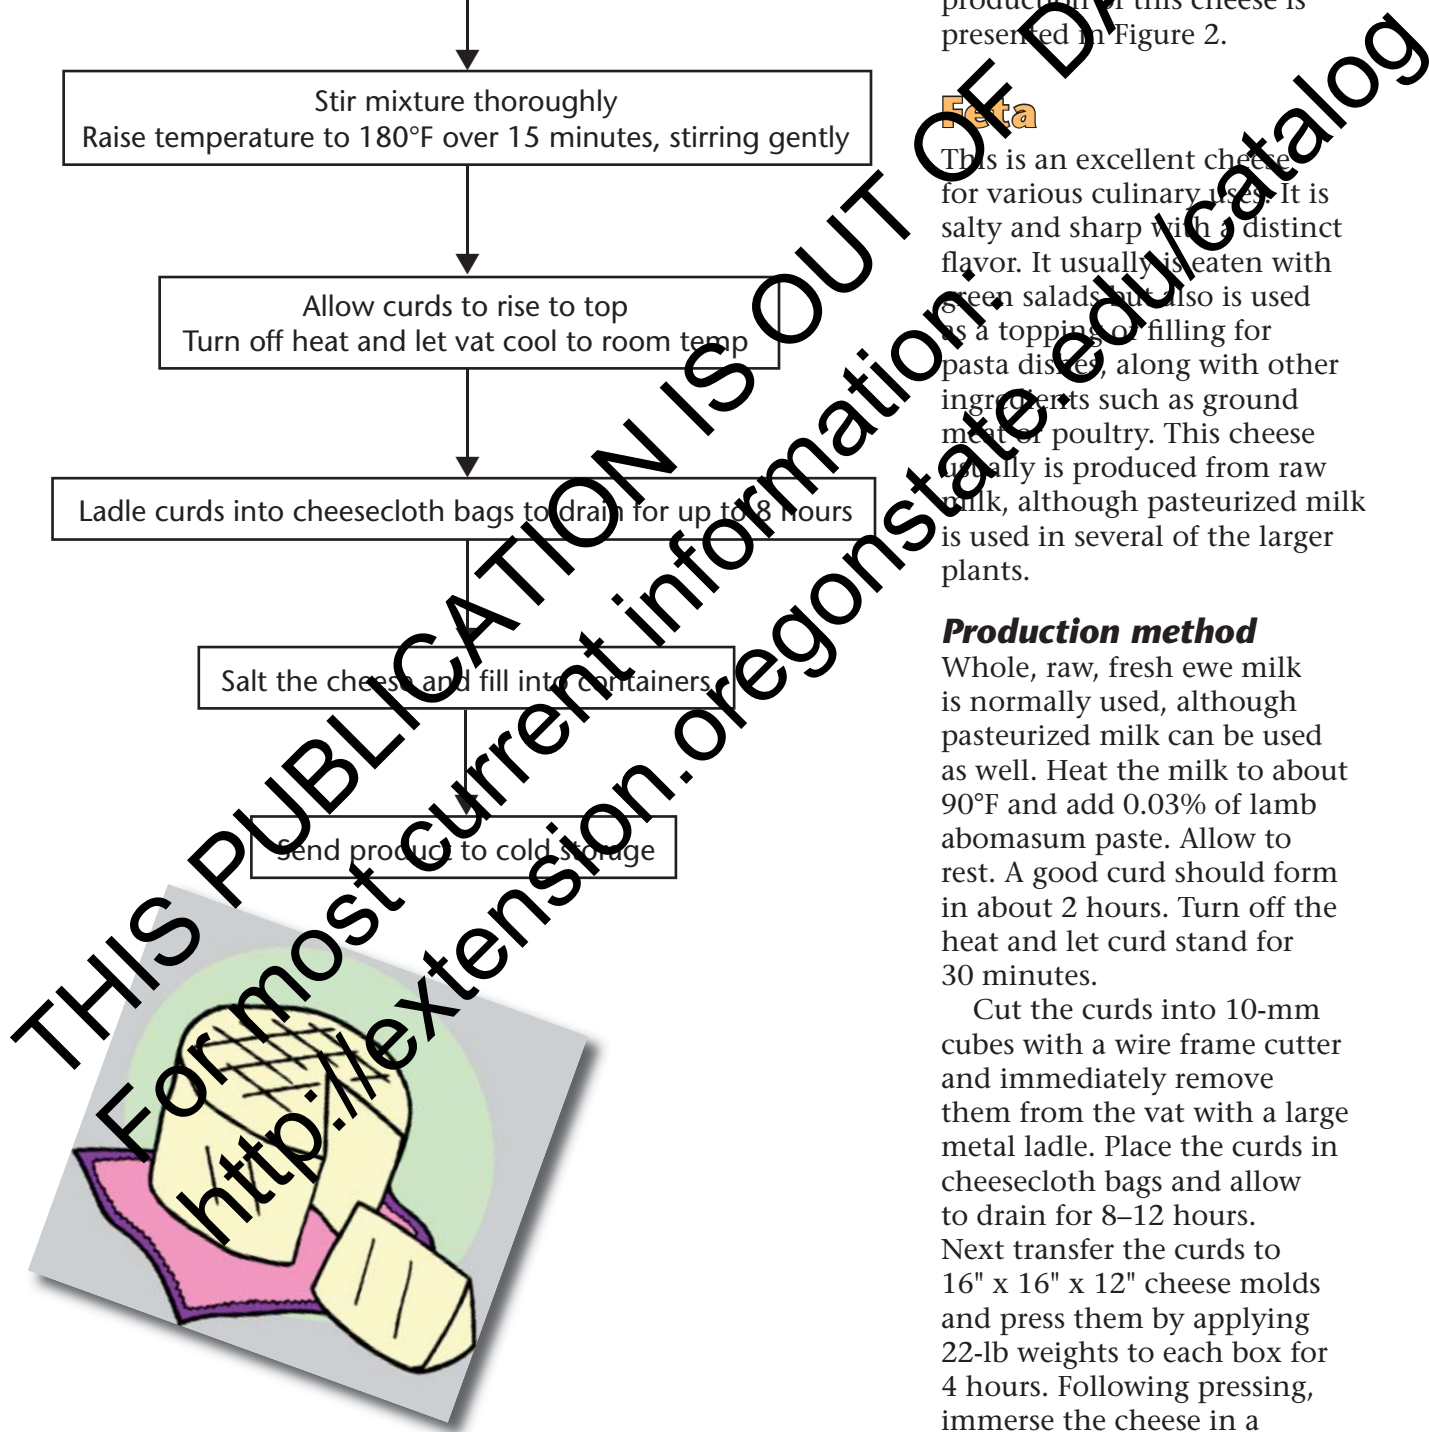 Stir mixture thoroughly
Raise temperature to 180°F over 15 minutes, stirring gently
Allow curds to rise to top
Turn off heat and let vat cool to room temp
Ladle curds into cheesecloth bags to drain for up to 8 hours
Salt the cheese and fill into containers
Send product to cold storage
production of this cheese is
presented in Figure 2.
Feta
This is an excellent cheese
for various culinary uses. It is
salty and sharp with a distinct
flavor. It usually is eaten with
green salads but also is used
as a topping or filling for
pasta dishes, along with other
ingredients such as ground
meat or poultry. This cheese
usually is produced from raw
milk, although pasteurized milk
is used in several of the larger
plants.
Production method
Whole, raw, fresh ewe milk
is normally used, although
pasteurized milk can be used
as well. Heat the milk to about
90°F and add 0.03% of lamb
abomasum paste. Allow to
rest. A good curd should form
in about 2 hours. Turn off the
heat and let curd stand for
30 minutes.
Cut the curds into 10-mm
cubes with a wire frame cutter
and immediately remove
them from the vat with a large
metal ladle. Place the curds in
cheesecloth bags and allow
to drain for 8–12 hours.
Next transfer the curds to
16" x 16" x 12" cheese molds
and press them by applying
22-lb weights to each box for
4 hours. Following pressing,
immerse the cheese in a
THIS PUBLICATION IS OUT OF DA
For most current information:
http://extension.oregonstate.edu/catalog